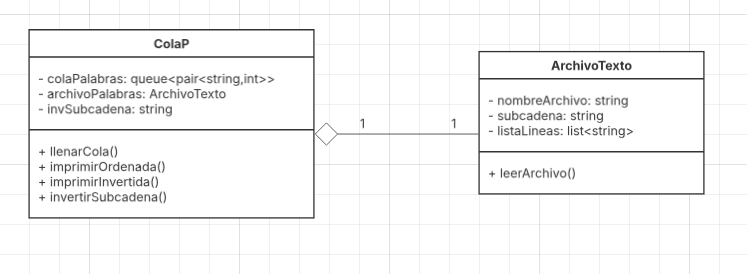 ColaP
- colaPalabras: queue<pair<string,int>>
- archivoPalabras: ArchivoTexto
- invSubcadena: string
+ llenarCola()
+ imprimirOrdenada()
+ imprimirInvertida()
+ invertirSubcadena()
1
1
ArchivoTexto
- nombreArchivo: string
- subcadena: string
- listaLineas: list<string>
+ leerArchivo()